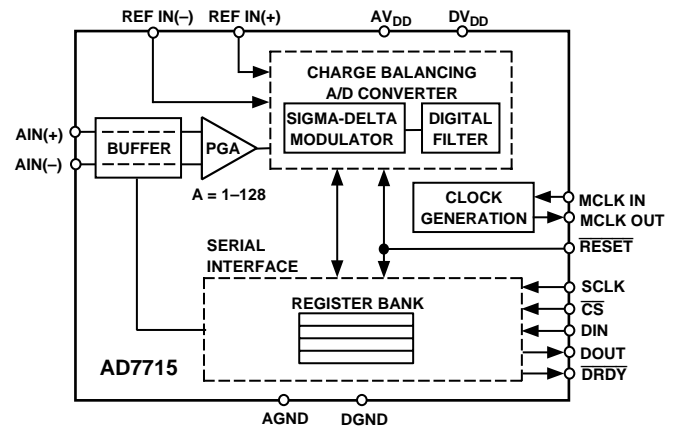 REF IN(–) REF IN(+) AVDD DVDD
CHARGE BALANCING
A/D CONVERTER
SIGMA-DELTA
MODULATOR
DIGITAL
FILTER
AIN(+)
AIN(–)
BUFFER
PGA
A = 1–128
CLOCK
GENERATION
MCLK IN
MCLK OUT
RESET
SERIAL
INTERFACE
REGISTER BANK
SCLK
CS
DIN
DOUT
DRDY
AD7715
AGND DGND